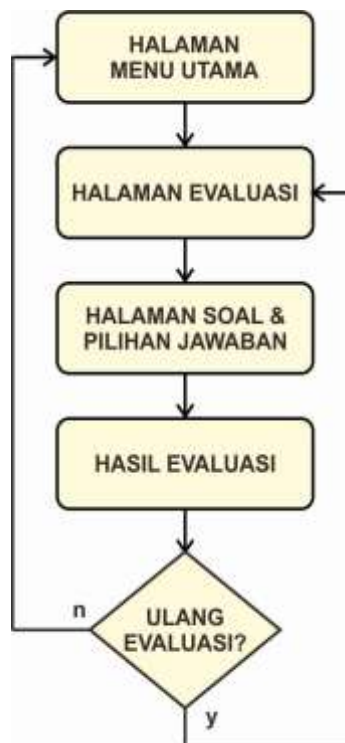 HALAMAN
MENU UTAMA
HALAMAN EVALUASI
HALAMAN SOAL &
PILIHAN JAWABAN
HASIL EVALUASI
n
ULANG
EVALUASI?
y